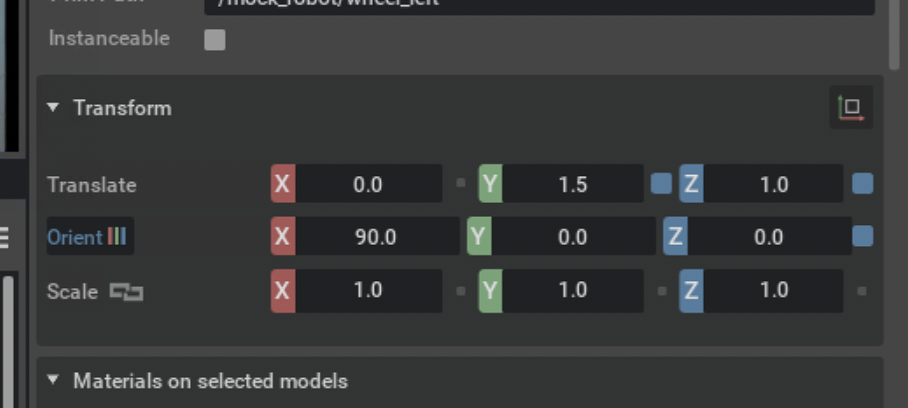 /mock_robot/wheel_left
Instanceable
Transform
Translate X 0.0 Y 1.5 Z 1.0
Orient X 90.0 Y 0.0 Z 0.0
Scale X 1.0 Y 1.0 Z 1.0
Materials on selected models